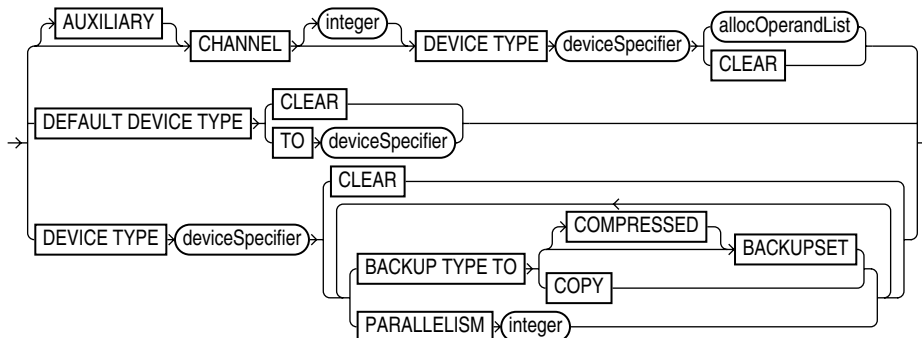 AUXILIARY
CHANNEL integer DEVICE TYPE deviceSpecifier allocOperandList
CLEAR
DEFAULT DEVICE TYPE CLEAR
TO deviceSpecifier
DEVICE TYPE deviceSpecifier CLEAR
COMPRESSED
BACKUP TYPE TO BACKUPSET
COPY
PARALLELISM integer